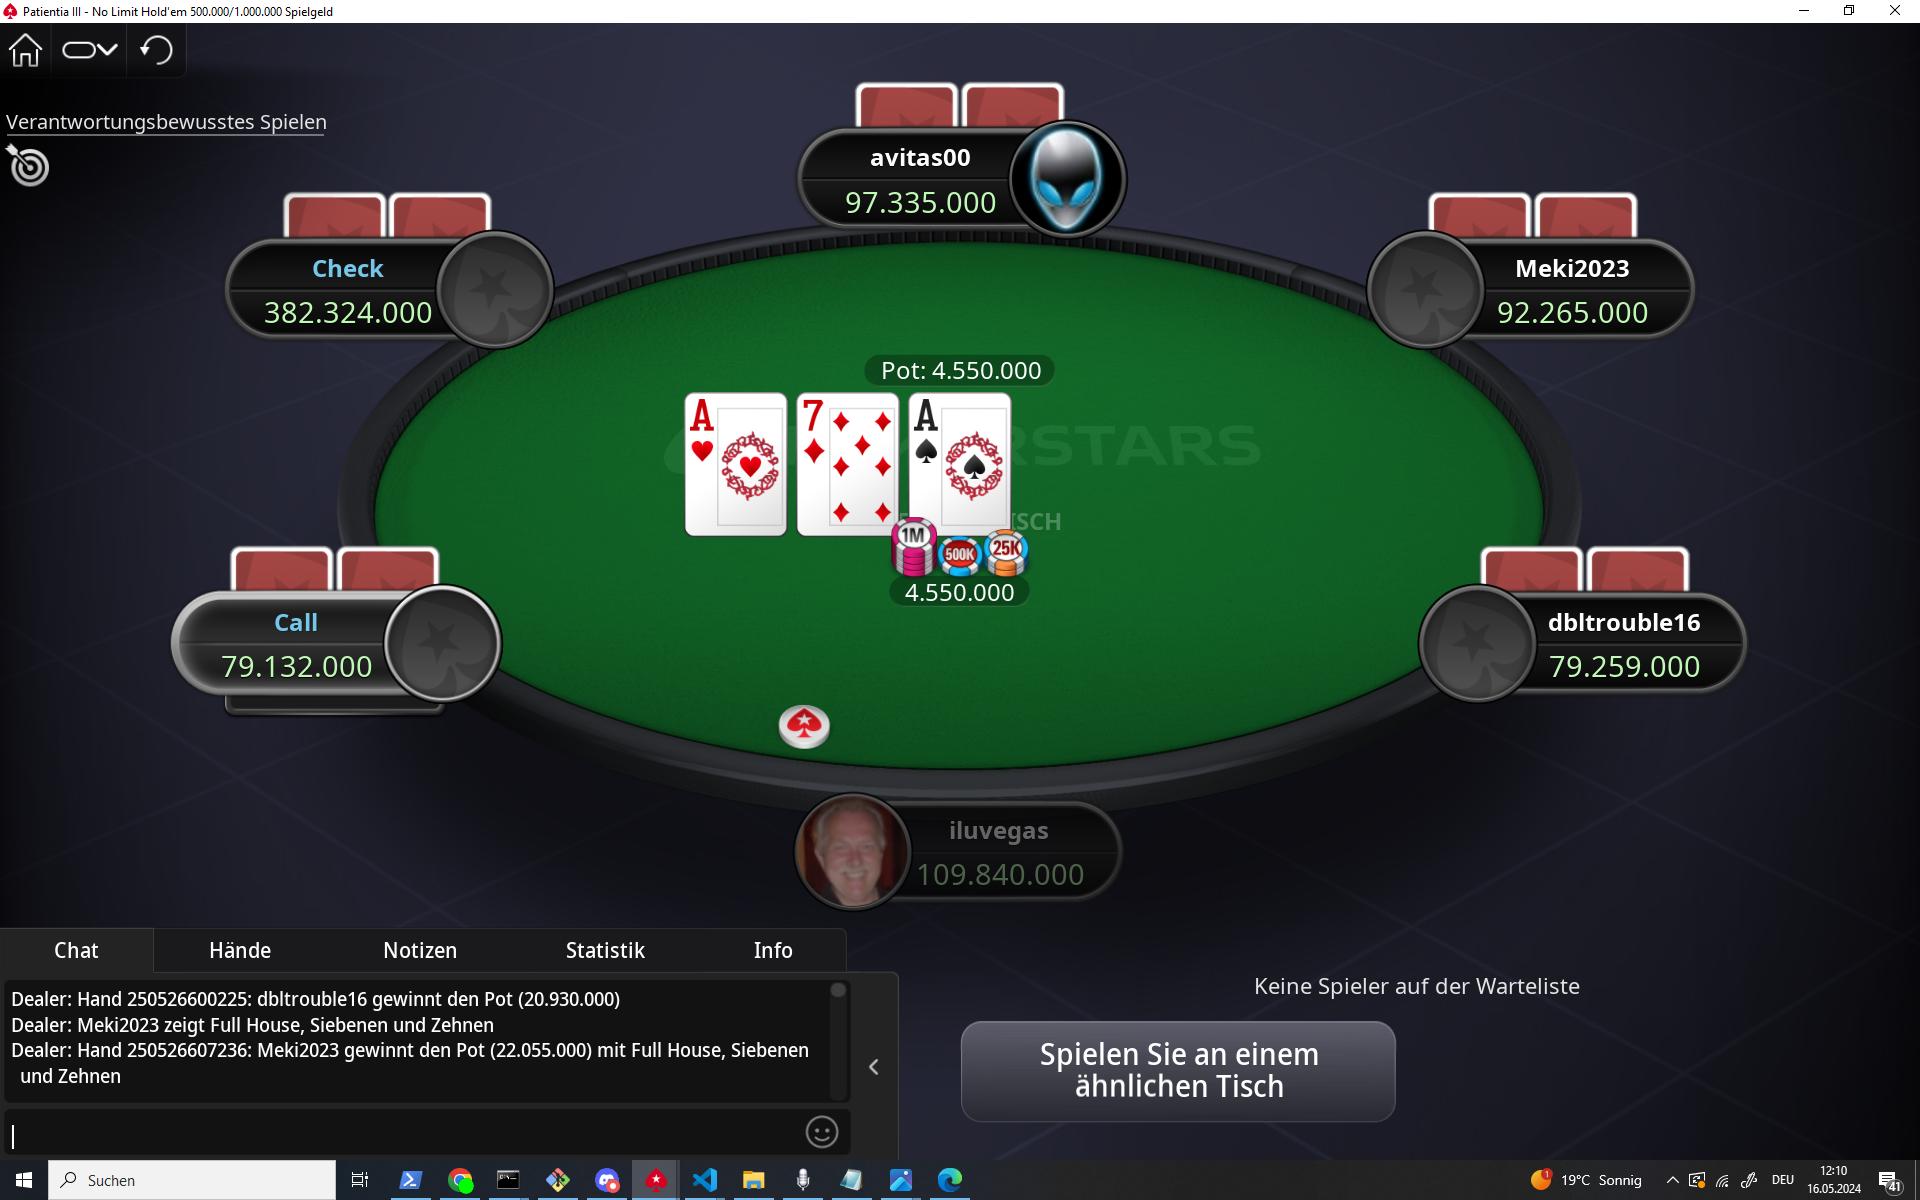 Patientia III - No Limit Hold'em 500.000/1.000.000 Spielgeld
Verantwortungsbewusstes Spielen
avitas00
97.335.000
Check
382.324.000
Meki2023
92.265.000
Pot: 4.550.000
A
7
A
RSTARS
ISCH
1M
500K
25K
4.550.000
Call
79.132.000
dbltrouble16
79.259.000
iluvegas
109.840.000
Chat Hände Notizen Statistik Info
Dealer: Hand 250526600225: dbltrouble16 gewinnt den Pot (20.930.000)
Dealer: Meki2023 zeigt Full House, Siebenen und Zehnen
Dealer: Hand 250526607236: Meki2023 gewinnt den Pot (22.055.000) mit Full House, Siebenen
und Zehnen
Keine Spieler auf der Warteliste
Spielen Sie an einem
ähnlichen Tisch
Suchen
1
19°C Sonnig
DEU
12:10
16.05.2024
41